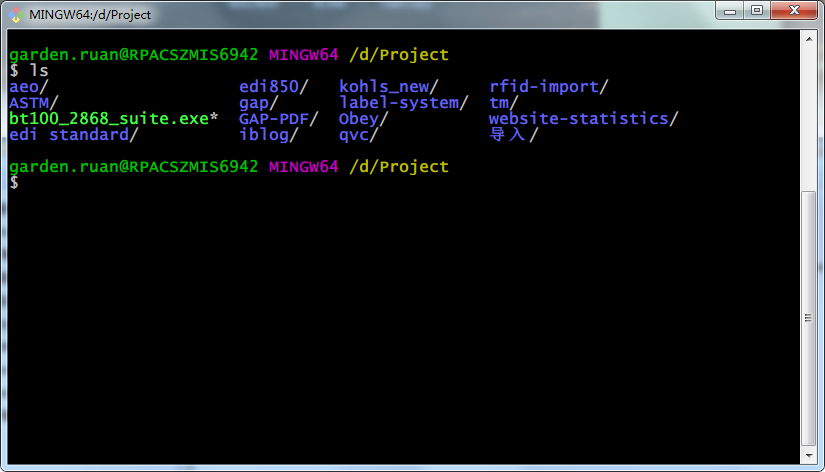 MINGW64:/d/Project
garden.ruan@RPACSZMIS6942 MINGW64 /d/Project
$ ls
aeo/ edi850/ kohls_new/ rfid-import/
ASTM/ gap/ label-system/ tm/
bt100_2868_suite.exe* GAP-PDF/ Obey/ website-statistics/
edi standard/ iblog/ qvc/ 导入/
garden.ruan@RPACSZMIS6942 MINGW64 /d/Project
$